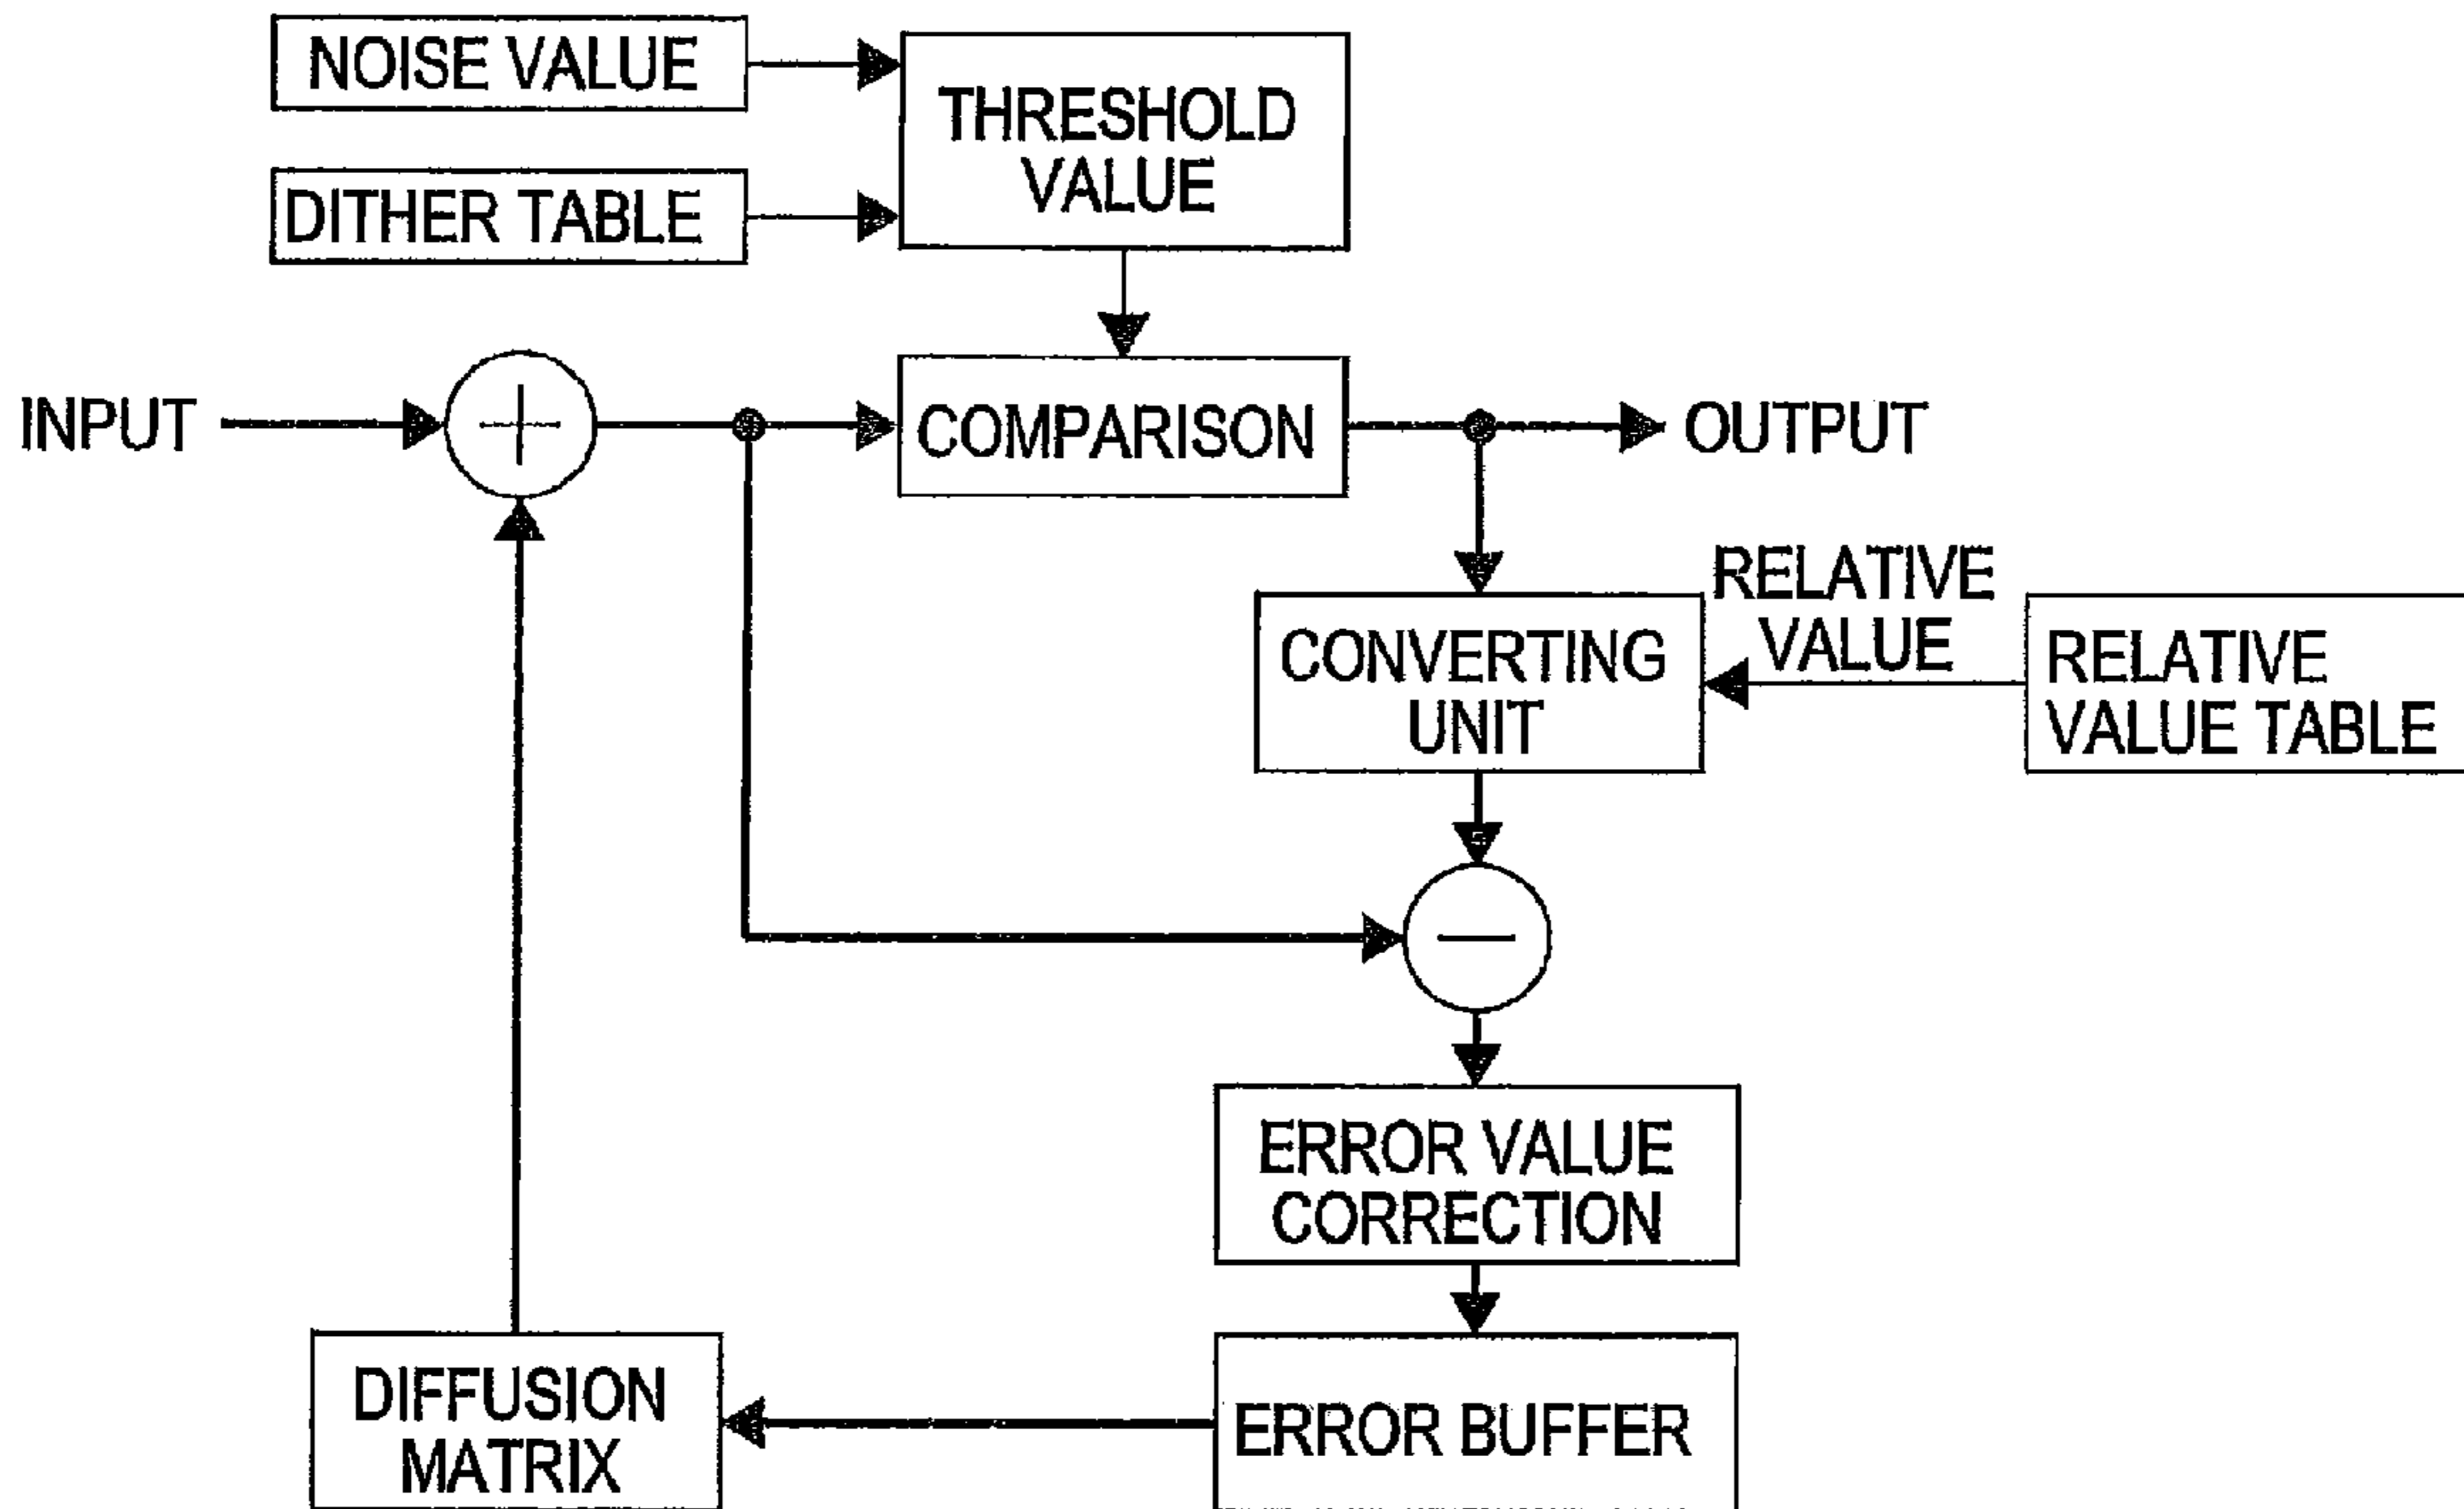 NOISE VALUE
THRESHOLD
VALUE
DITHER TABLE
INPUT
COMPARISON
OUTPUT
RELATIVE
VALUE
CONVERTING
UNIT
RELATIVE
VALUE TABLE
ERROR VALUE
CORRECTION
DIFFUSION
MATRIX
ERROR BUFFER